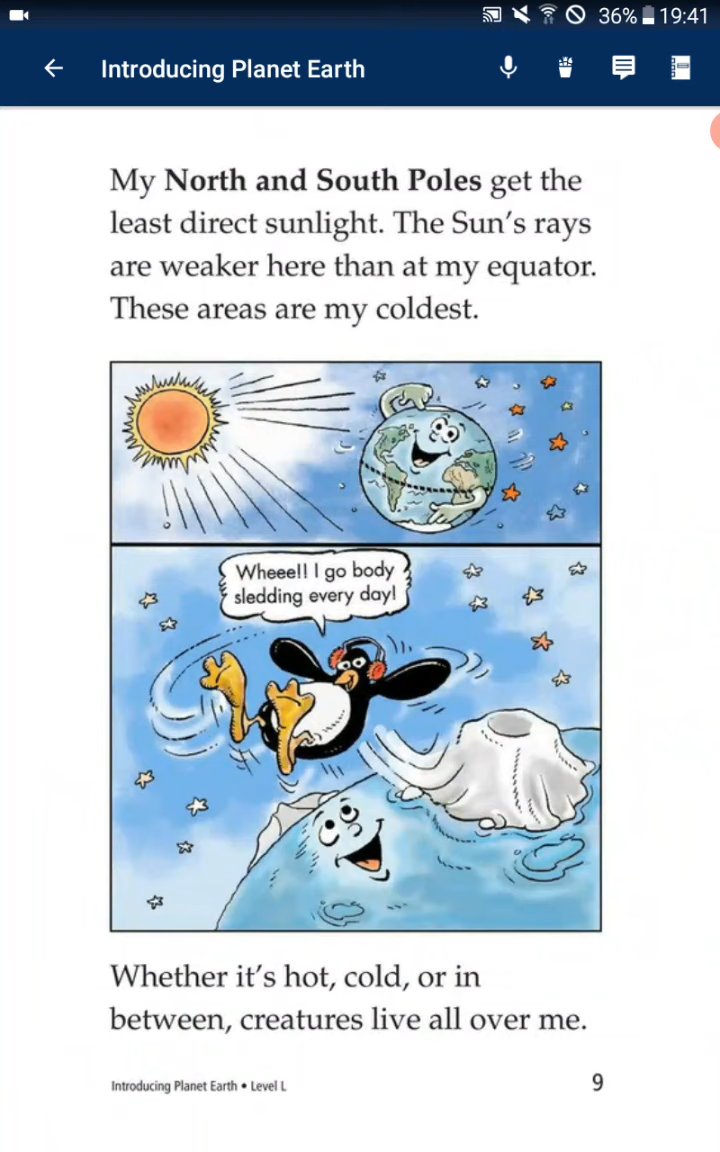 36% 19:41
Introducing Planet Earth
My North and South Poles get the
least direct sunlight. The Sun's rays
are weaker here than at my equator.
These areas are my coldest.
Wheee!! I go body
sledding every day!
Whether it's hot, cold, or in
between, creatures live all over me.
Introducing Planet Earth • Level L
9